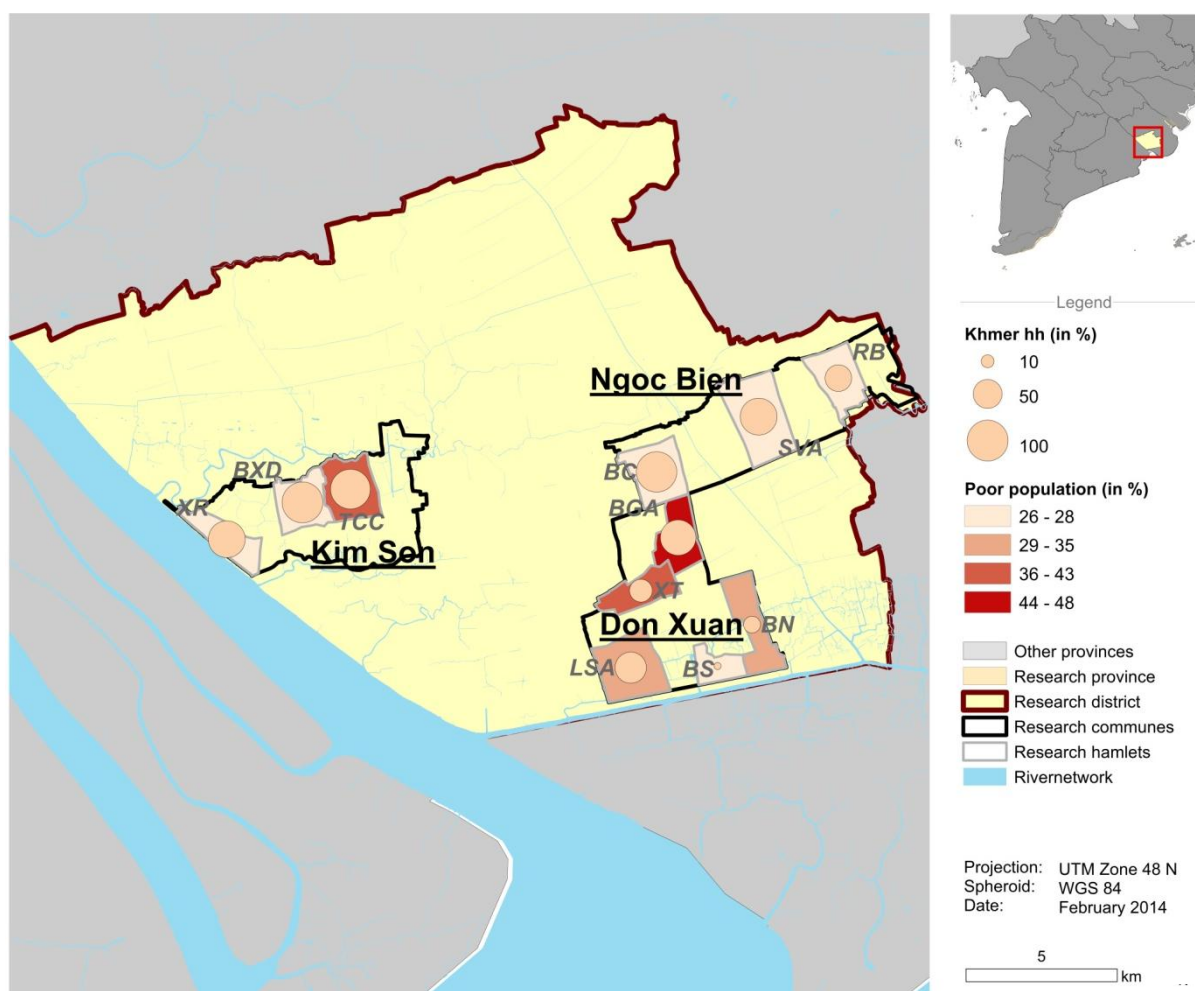 Ngoc Bien
RB
SVA
BC
BGA
BXD
XR
TCC
Kim Son
XT
Don Xuan
BN
LSA
BS
Legend
Khmer hh (in %)
10
50
100
Poor population (in %)
26 - 28
29 - 35
36 - 43
44 - 48
Other provinces
Research province
Research district
Research communes
Research hamlets
Rivernetwork
Projection: UTM Zone 48 N
Spheroid: WGS 84
Date: February 2014
5
km